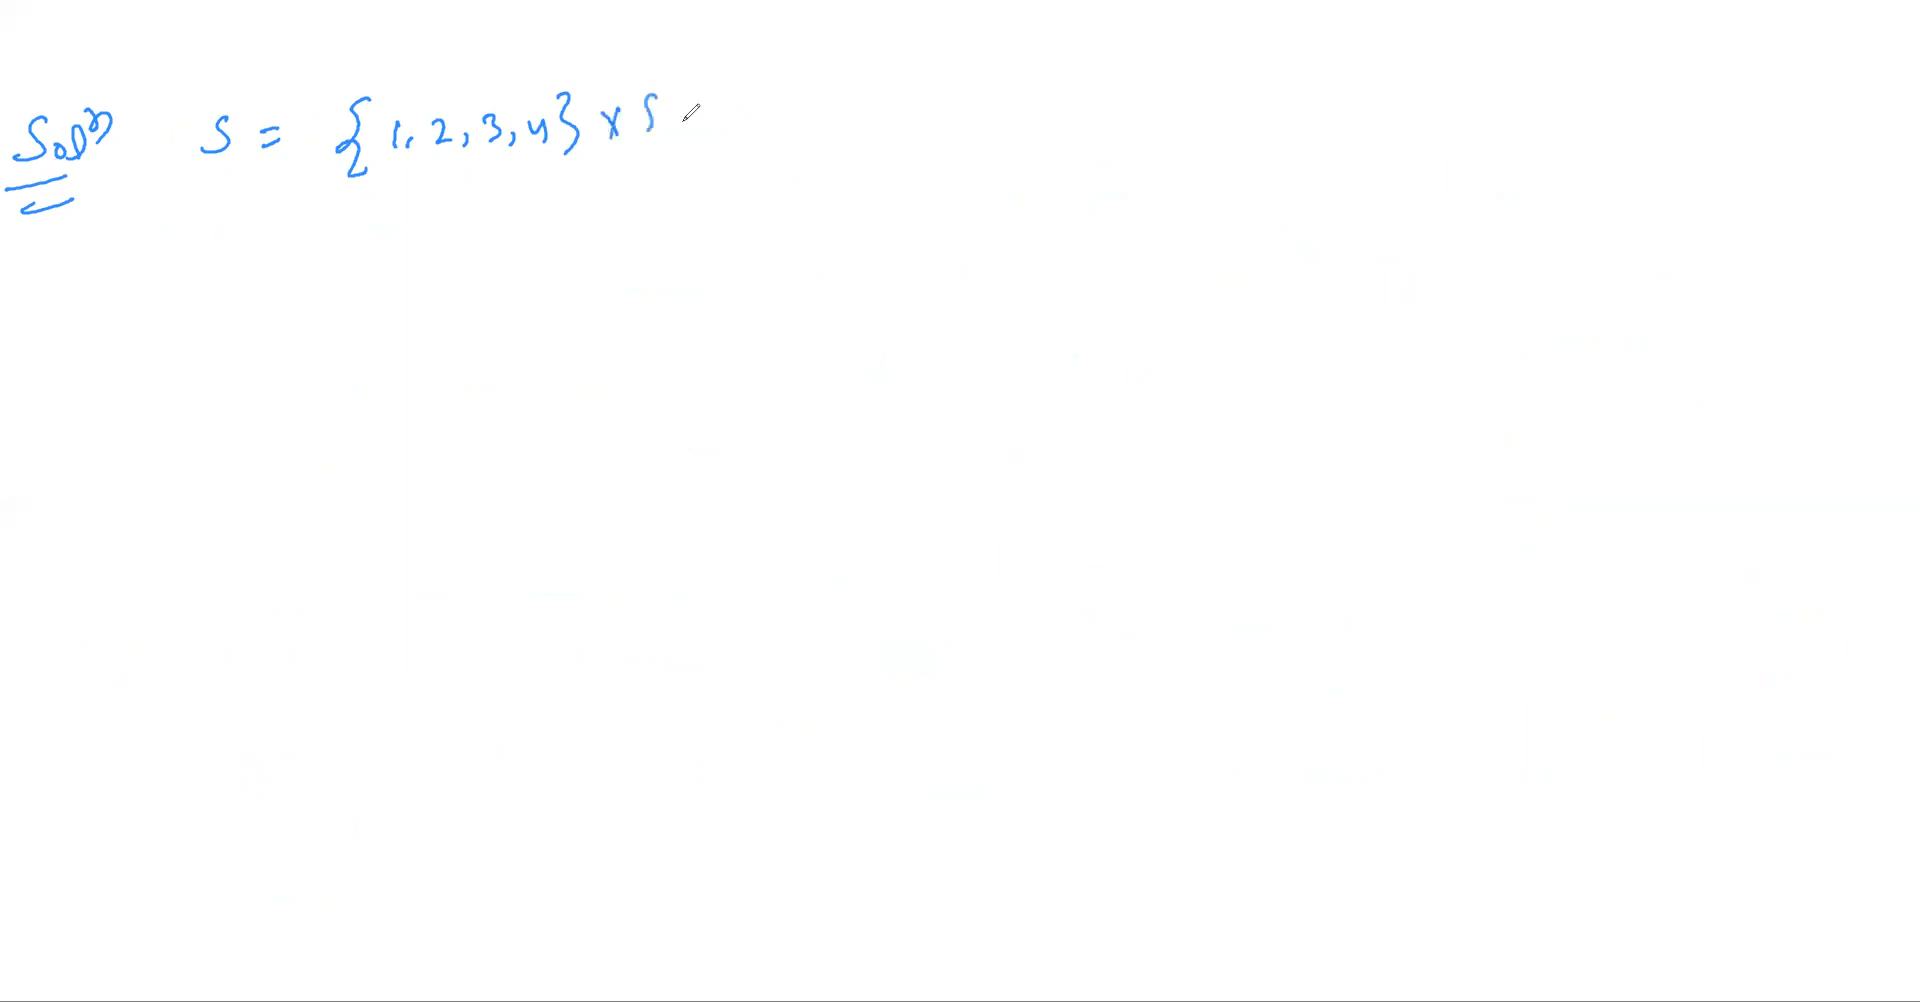 Solⁿ S = {1, 2, 3, 4} x